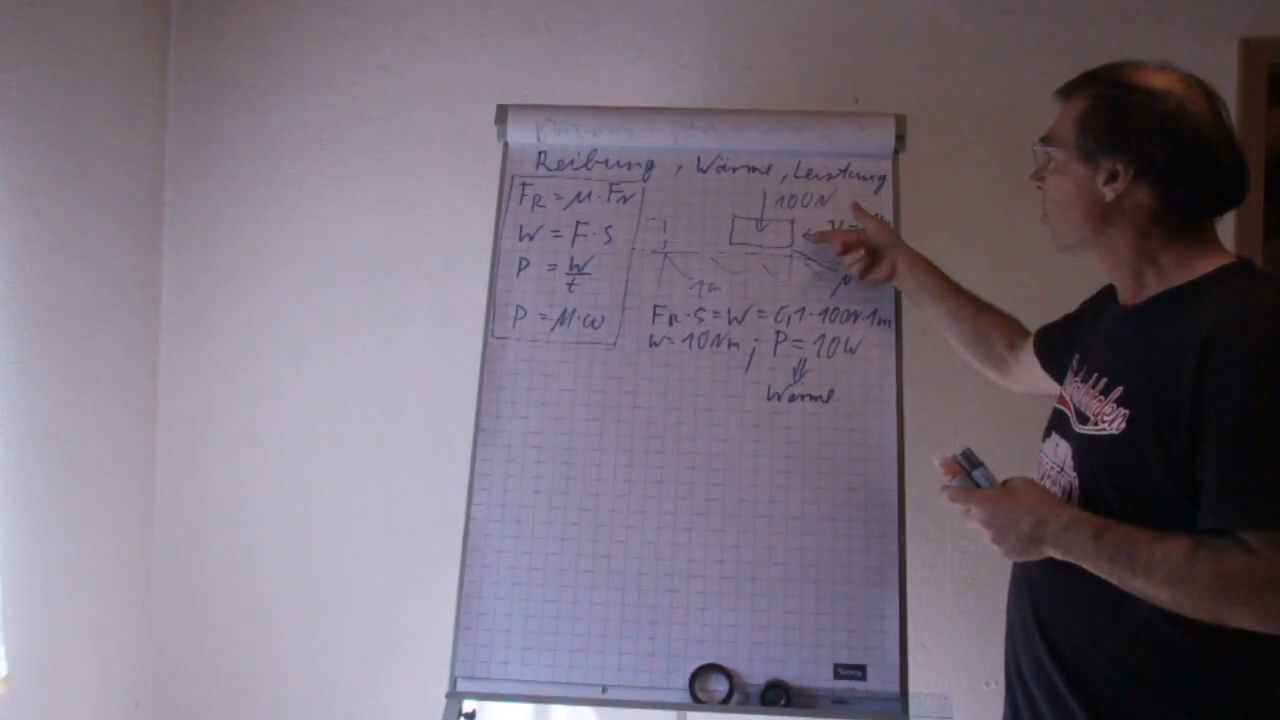 Reibung, Wärme, Leistung
F_R = μ · F_N
W = F · s
P = W/t
P = M · ω
100N
1m
μ
F_R · s = W = 0,1 · 100N · 1m
W = 10Nm ; P = 10W
⇓
Wärme